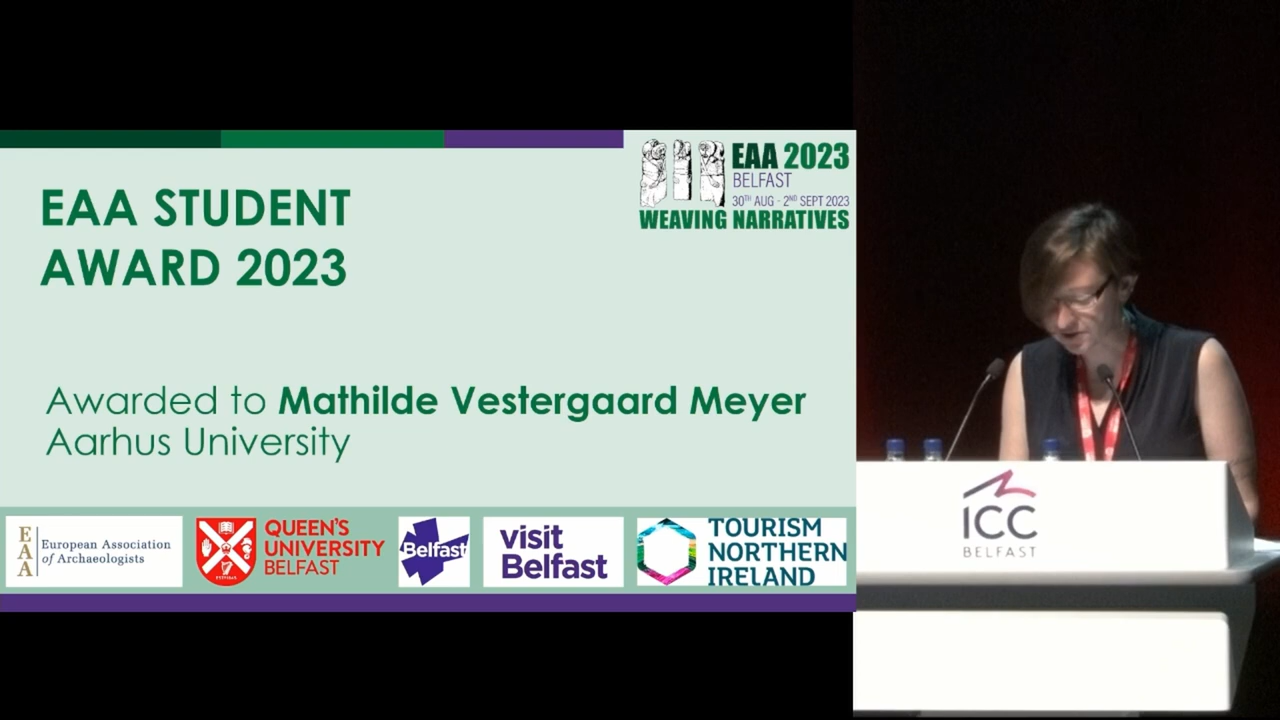 EAA STUDENT
AWARD 2023
EAA 2023
BELFAST
30TH AUG - 2ND SEPT 2023
WEAVING NARRATIVES
Awarded to Mathilde Vestergaard Meyer
Aarhus University
EAA
European Association
of Archaeologists
QUEEN'S
UNIVERSITY
BELFAST
Belfast
visit
Belfast
TOURISM
NORTHERN
IRELAND
ICC
BELFAST